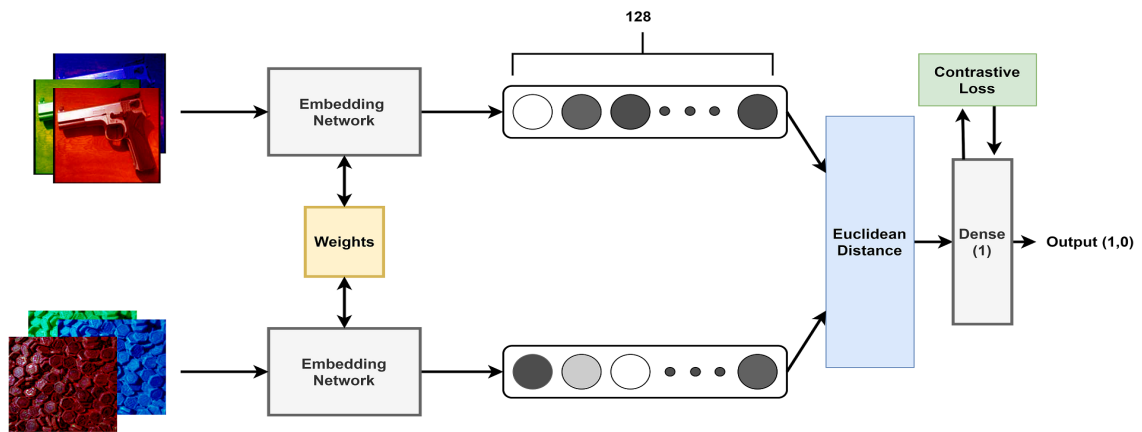 128
Contrastive
Loss
Embedding
Network
Weights
Euclidean
Distance
Dense
(1)
Output (1,0)
Embedding
Network